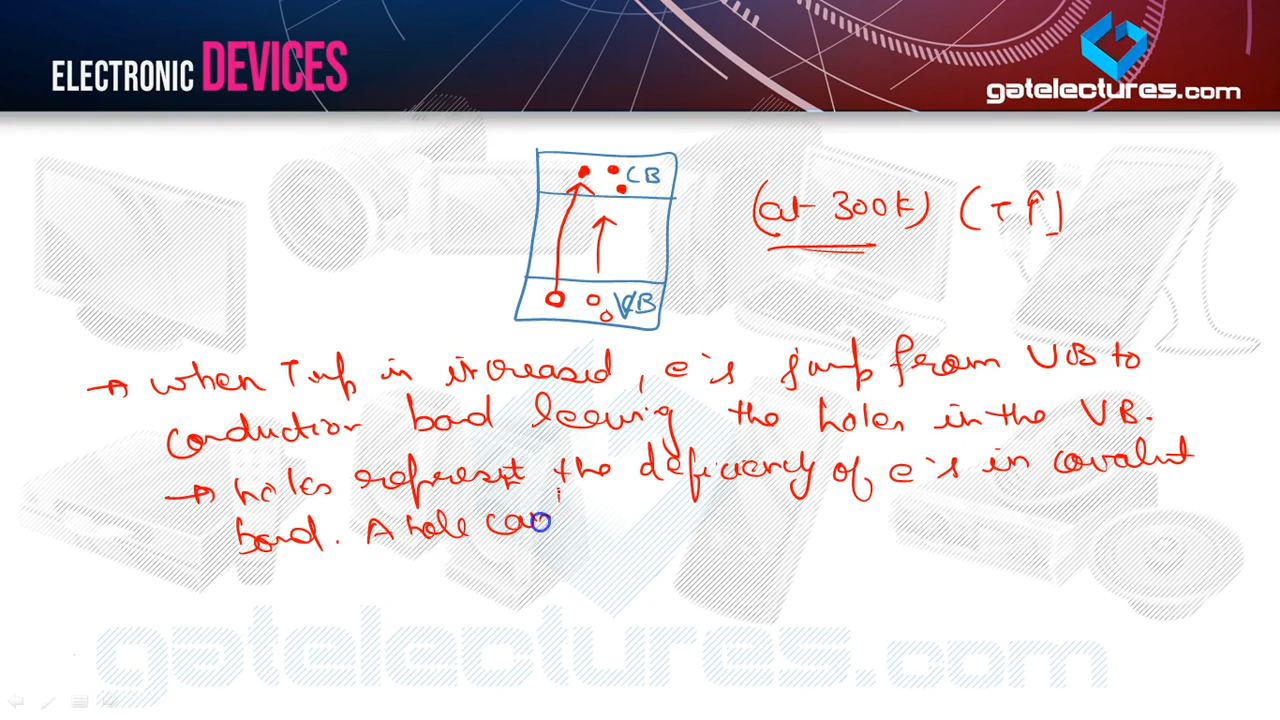 ELECTRONIC DEVICES
gatelectures.com
CB
(at 300K) (T↑)
VB
→ when Temp is increased, e's jump from VB to
conduction band leaving the holes in the VB.
→ holes represent the deficiency of e's in covalent
bond. A hole can
gatelectures.com